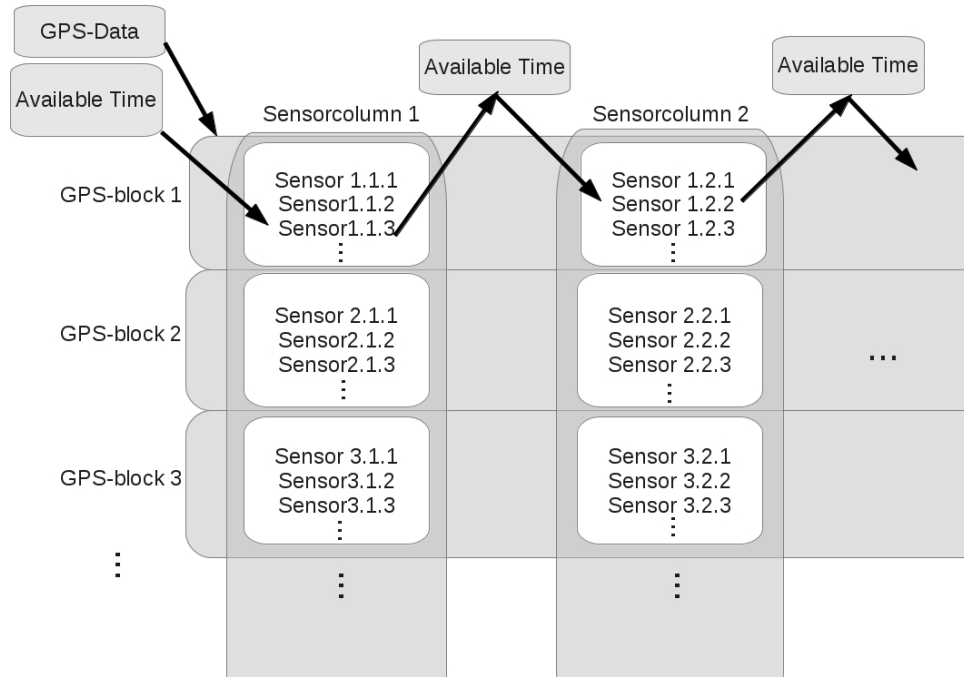 GPS-Data
Available Time
Available Time
Available Time
Sensorcolumn 1
Sensorcolumn 2
GPS-block 1
Sensor 1.1.1
Sensor1.1.2
Sensor1.1.3
⋮
Sensor 1.2.1
Sensor 1.2.2
Sensor 1.2.3
⋮
GPS-block 2
Sensor 2.1.1
Sensor2.1.2
Sensor2.1.3
⋮
Sensor 2.2.1
Sensor 2.2.2
Sensor 2.2.3
⋮
...
GPS-block 3
Sensor 3.1.1
Sensor3.1.2
Sensor3.1.3
⋮
Sensor 3.2.1
Sensor 3.2.2
Sensor 3.2.3
⋮
⋮
⋮
⋮